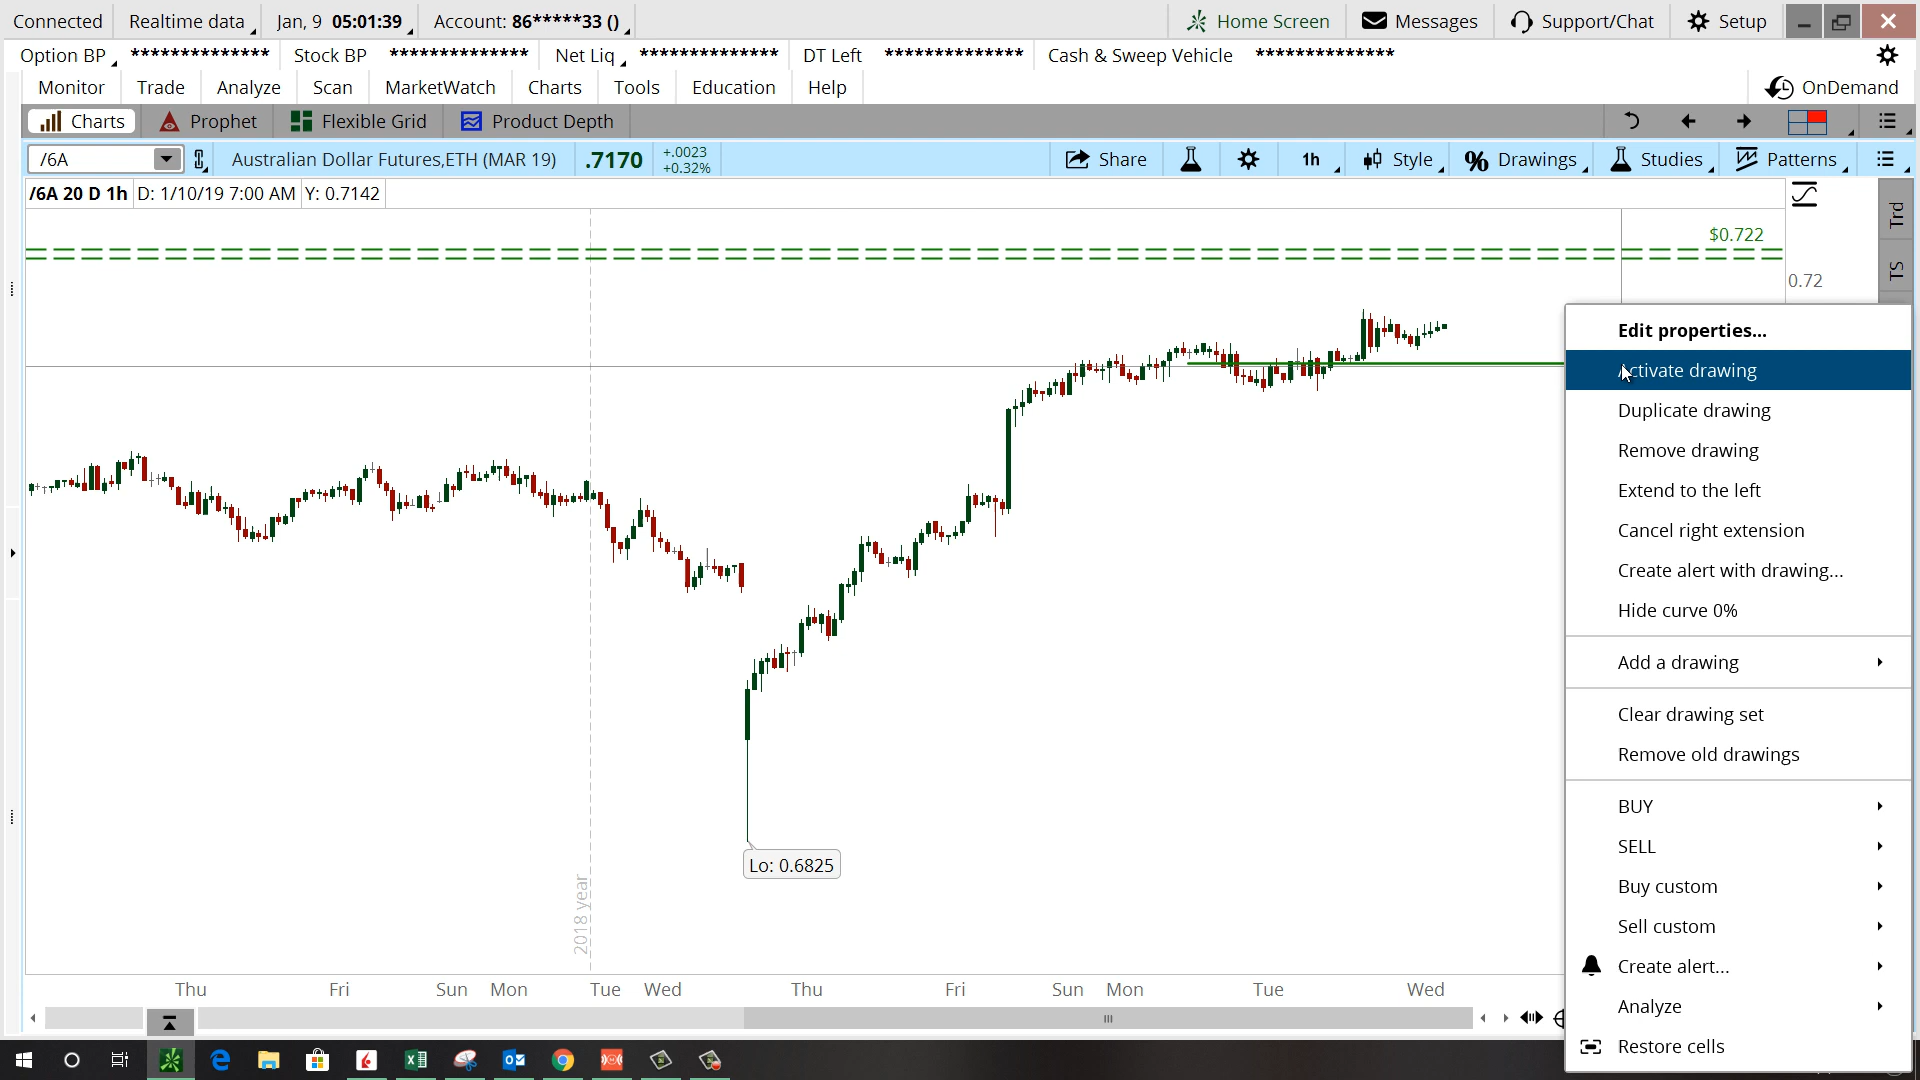 Connected Realtime data Jan, 9 05:01:39 Account: 86*****33 () Home Screen Messages Support/Chat Setup
Option BP ************** Stock BP ************** Net Liq ************** DT Left ************** Cash & Sweep Vehicle **************
Monitor Trade Analyze Scan MarketWatch Charts Tools Education Help OnDemand
Charts Prophet Flexible Grid Product Depth
/6A Australian Dollar Futures,ETH (MAR 19) .7170 +.0023 Share 1h Style Drawings Studies Patterns
+0.32%
/6A 20 D 1h D: 1/10/19 7:00 AM Y: 0.7142
Trd
$0.722
TS
0.72
Edit properties...
Activate drawing
Duplicate drawing
Remove drawing
Extend to the left
Cancel right extension
Create alert with drawing...
Hide curve 0%
Add a drawing
Clear drawing set
Remove old drawings
BUY
SELL
Buy custom
Sell custom
Create alert...
Analyze
Restore cells
Lo: 0.6825
2018 year
Thu Fri Sun Mon Tue Wed Thu Fri Sun Mon Tue Wed